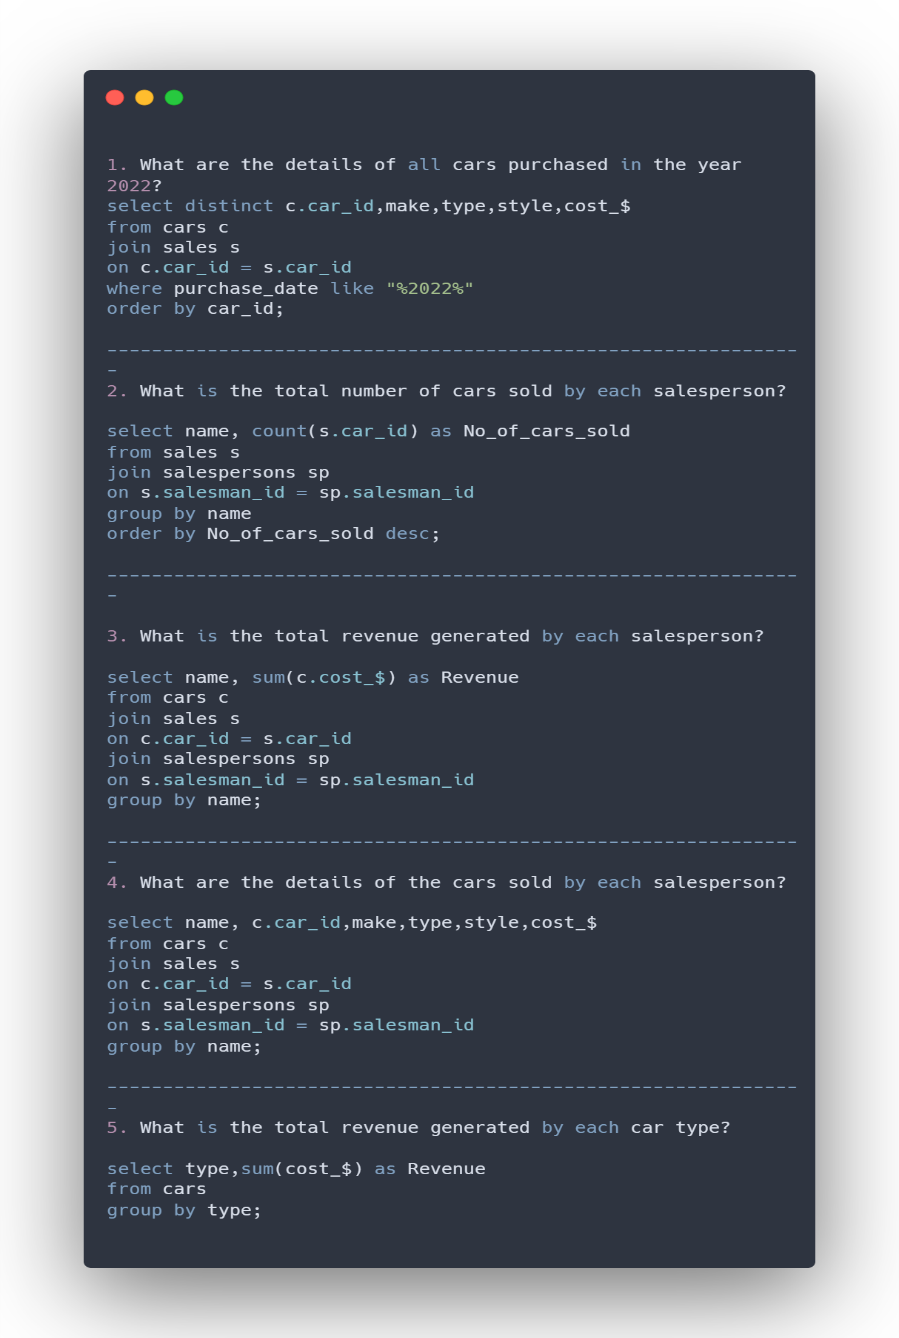 1. What are the details of all cars purchased in the year
2022?
select distinct c.car_id,make,type,style,cost_$
from cars c
join sales s
on c.car_id = s.car_id
where purchase_date like "%2022%"
order by car_id;
--------------------------------------------------------------
-
2. What is the total number of cars sold by each salesperson?
select name, count(s.car_id) as No_of_cars_sold
from sales s
join salespersons sp
on s.salesman_id = sp.salesman_id
group by name
order by No_of_cars_sold desc;
--------------------------------------------------------------
-
3. What is the total revenue generated by each salesperson?
select name, sum(c.cost_$) as Revenue
from cars c
join sales s
on c.car_id = s.car_id
join salespersons sp
on s.salesman_id = sp.salesman_id
group by name;
--------------------------------------------------------------
-
4. What are the details of the cars sold by each salesperson?
select name, c.car_id,make,type,style,cost_$
from cars c
join sales s
on c.car_id = s.car_id
join salespersons sp
on s.salesman_id = sp.salesman_id
group by name;
--------------------------------------------------------------
-
5. What is the total revenue generated by each car type?
select type,sum(cost_$) as Revenue
from cars
group by type;